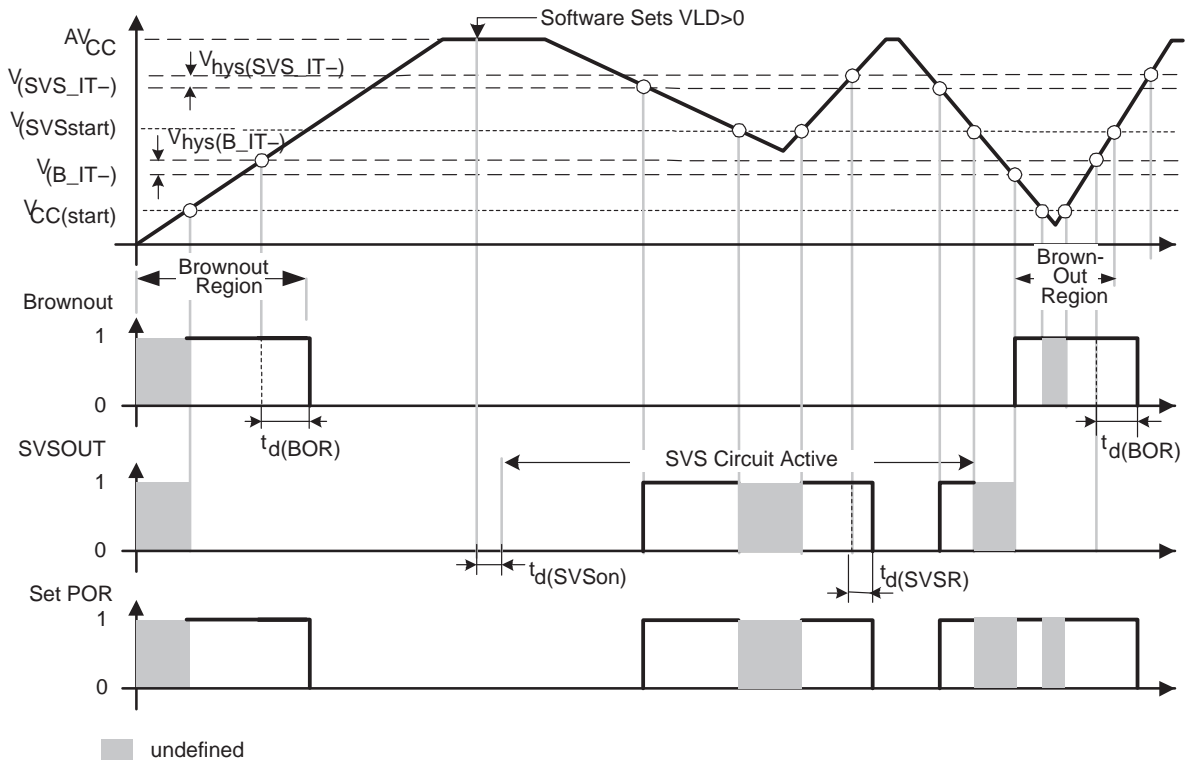 Software Sets VLD>0
AVCC
Vhys(SVS_IT−)
V(SVS_IT−)
V(SVSstart)
Vhys(B_IT−)
V(B_IT−)
VCC(start)
Brownout
Region
Brown-
Out
Region
Brownout
1
0
td(BOR)
td(BOR)
SVSOUT
SVS Circuit Active
1
0
td(SVSon)
td(SVSR)
Set POR
1
0
undefined